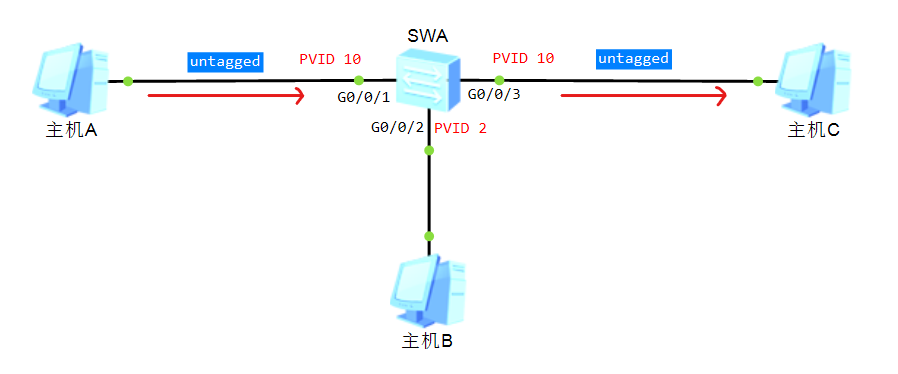 SWA
untagged
PVID 10
PVID 10
untagged
G0/0/1
G0/0/3
主机A
G0/0/2
PVID 2
主机C
主机B